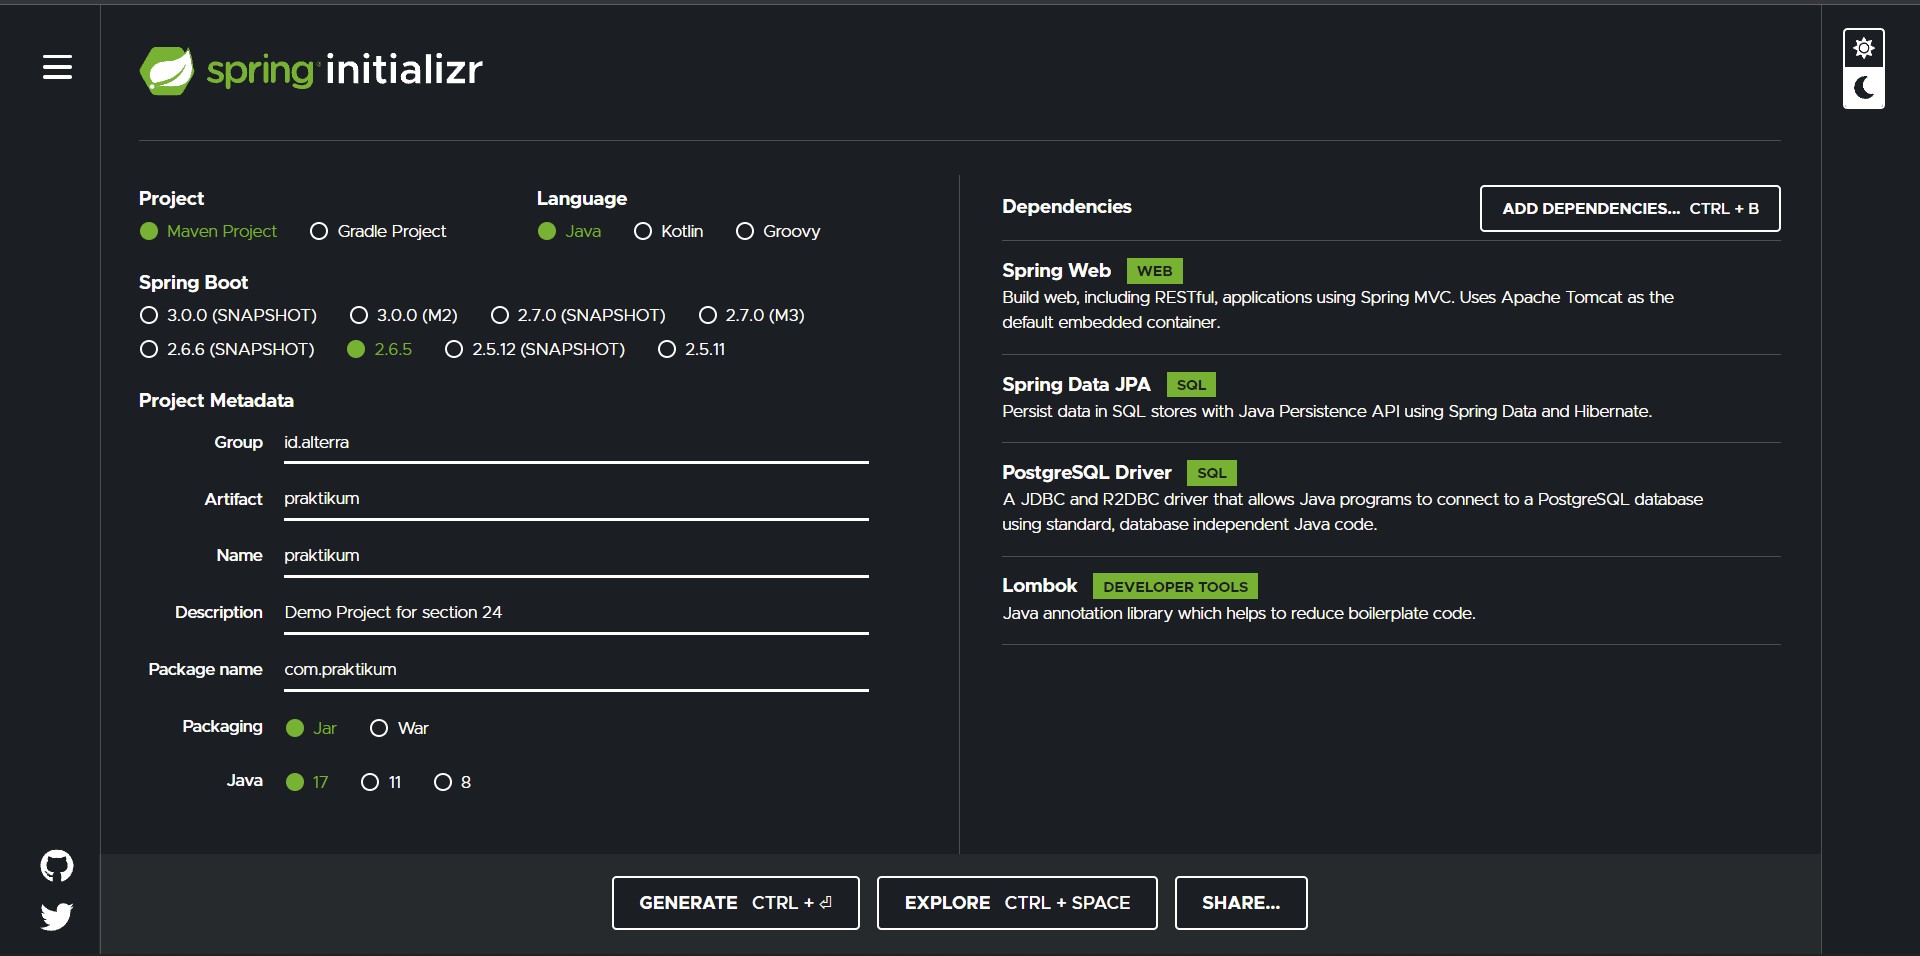 spring initializr
Project
Maven Project Gradle Project
Language
Java Kotlin Groovy
Spring Boot
3.0.0 (SNAPSHOT) 3.0.0 (M2) 2.7.0 (SNAPSHOT) 2.7.0 (M3)
2.6.6 (SNAPSHOT) 2.6.5 2.5.12 (SNAPSHOT) 2.5.11
Project Metadata
Group id.alterra
Artifact praktikum
Name praktikum
Description Demo Project for section 24
Package name com.praktikum
Packaging Jar War
Java 17 11 8
Dependencies
ADD DEPENDENCIES... CTRL + B
Spring Web WEB
Build web, including RESTful, applications using Spring MVC. Uses Apache Tomcat as the
default embedded container.
Spring Data JPA SQL
Persist data in SQL stores with Java Persistence API using Spring Data and Hibernate.
PostgreSQL Driver SQL
A JDBC and R2DBC driver that allows Java programs to connect to a PostgreSQL database
using standard, database independent Java code.
Lombok DEVELOPER TOOLS
Java annotation library which helps to reduce boilerplate code.
GENERATE CTRL + ⏎
EXPLORE CTRL + SPACE
SHARE...